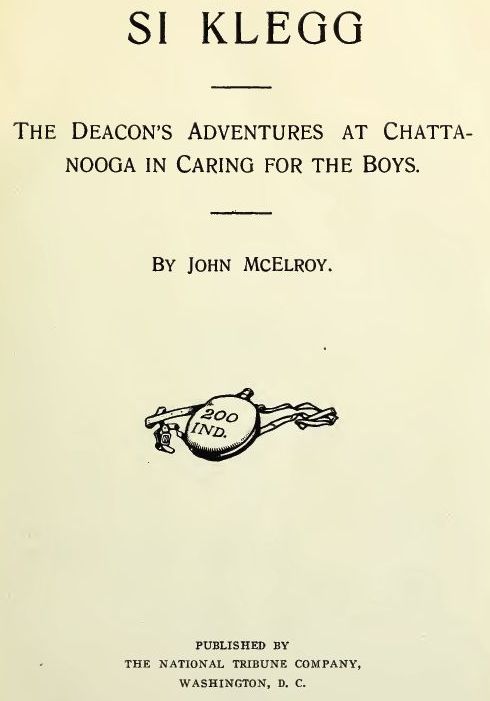 SI KLEGG
THE DEACON'S ADVENTURES AT CHATTA-
NOOGA IN CARING FOR THE BOYS.
BY JOHN MCELROY.
200
IND.
PUBLISHED BY
THE NATIONAL TRIBUNE COMPANY,
WASHINGTON, D. C.